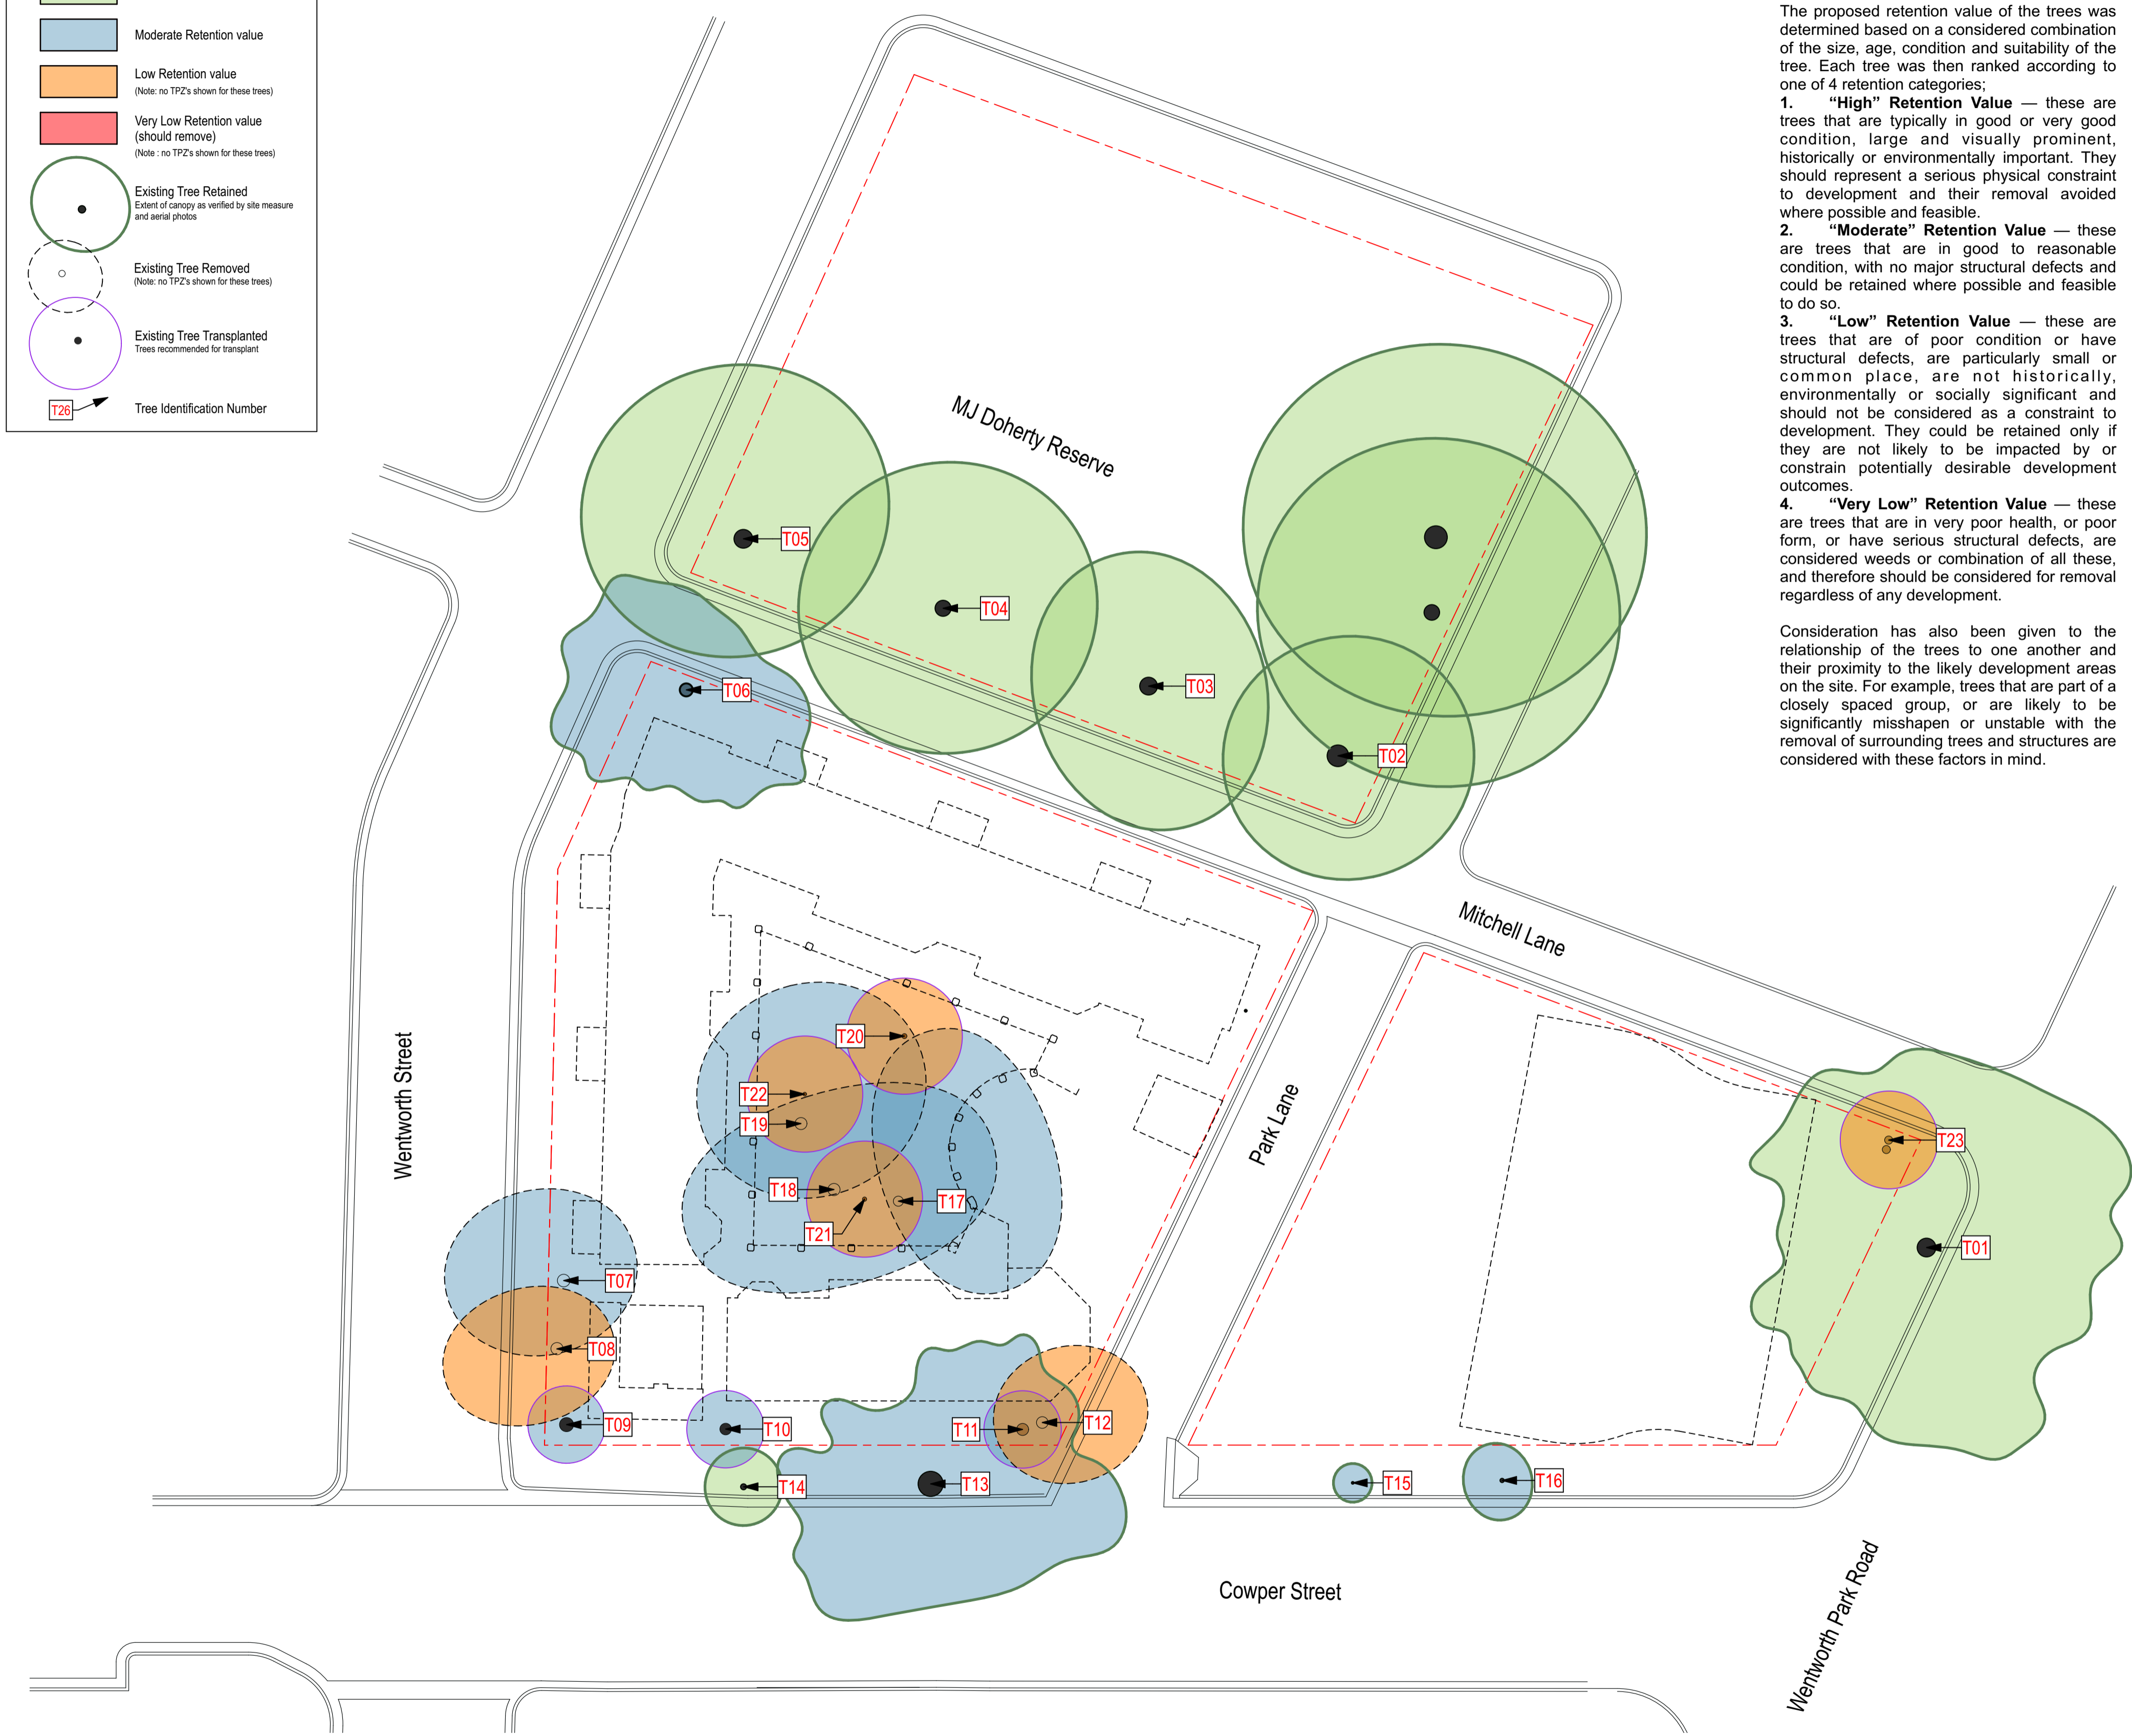 Moderate Retention value
Low Retention value
(Note: no TPZ's shown for these trees)
Very Low Retention value
(should remove)
(Note : no TPZ's shown for these trees)
Existing Tree Retained
Extent of canopy as verified by site measure
and aerial photos
Existing Tree Removed
(Note: no TPZ's shown for these trees)
Existing Tree Transplanted
Trees recommended for transplant
T26
Tree Identification Number
The proposed retention value of the trees was
determined based on a considered combination
of the size, age, condition and suitability of the
tree. Each tree was then ranked according to
one of 4 retention categories;
1. “High” Retention Value — these are
trees that are typically in good or very good
condition, large and visually prominent,
historically or environmentally important. They
should represent a serious physical constraint
to development and their removal avoided
where possible and feasible.
2. “Moderate” Retention Value — these
are trees that are in good to reasonable
condition, with no major structural defects and
could be retained where possible and feasible
to do so.
3. “Low” Retention Value — these are
trees that are of poor condition or have
structural defects, are particularly small or
common place, are not historically,
environmentally or socially significant and
should not be considered as a constraint to
development. They could be retained only if
they are not likely to be impacted by or
constrain potentially desirable development
outcomes.
4. “Very Low” Retention Value — these
are trees that are in very poor health, or poor
form, or have serious structural defects, are
considered weeds or combination of all these,
and therefore should be considered for removal
regardless of any development.
Consideration has also been given to the
relationship of the trees to one another and
their proximity to the likely development areas
on the site. For example, trees that are part of a
closely spaced group, or are likely to be
significantly misshapen or unstable with the
removal of surrounding trees and structures are
considered with these factors in mind.
MJ Doherty Reserve
T05
T04
T03
T06
T02
Mitchell Lane
Wentworth Street
Park Lane
T20
T22
T19
T18
T17
T21
T23
T01
T07
T08
T09
T10
T11
T12
T14
T13
T15
T16
Cowper Street
Wentworth Park Road